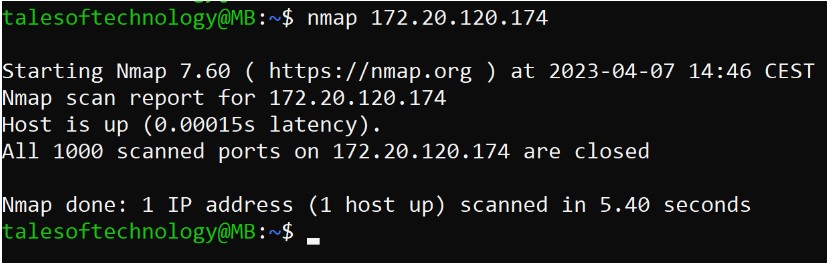 talesoftechnology@MB:~$ nmap 172.20.120.174
Starting Nmap 7.60 ( https://nmap.org ) at 2023-04-07 14:46 CEST
Nmap scan report for 172.20.120.174
Host is up (0.00015s latency).
All 1000 scanned ports on 172.20.120.174 are closed
Nmap done: 1 IP address (1 host up) scanned in 5.40 seconds
talesoftechnology@MB:~$